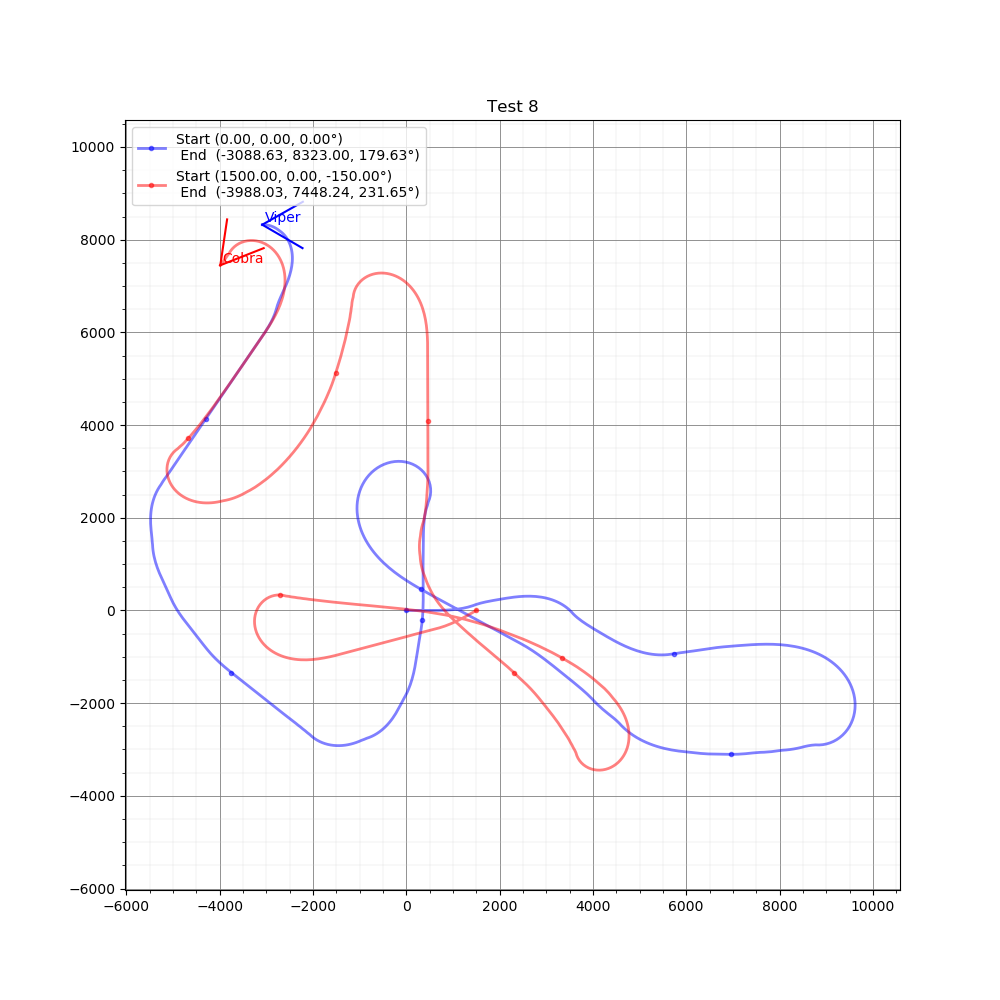 Test 8
Start (0.00, 0.00, 0.00°)
End (-3088.63, 8323.00, 179.63°)
Start (1500.00, 0.00, -150.00°)
End (-3988.03, 7448.24, 231.65°)
Viper
Cobra
10000
8000
6000
4000
2000
0
−2000
−4000
−6000
−6000 −4000 −2000 0 2000 4000 6000 8000 10000